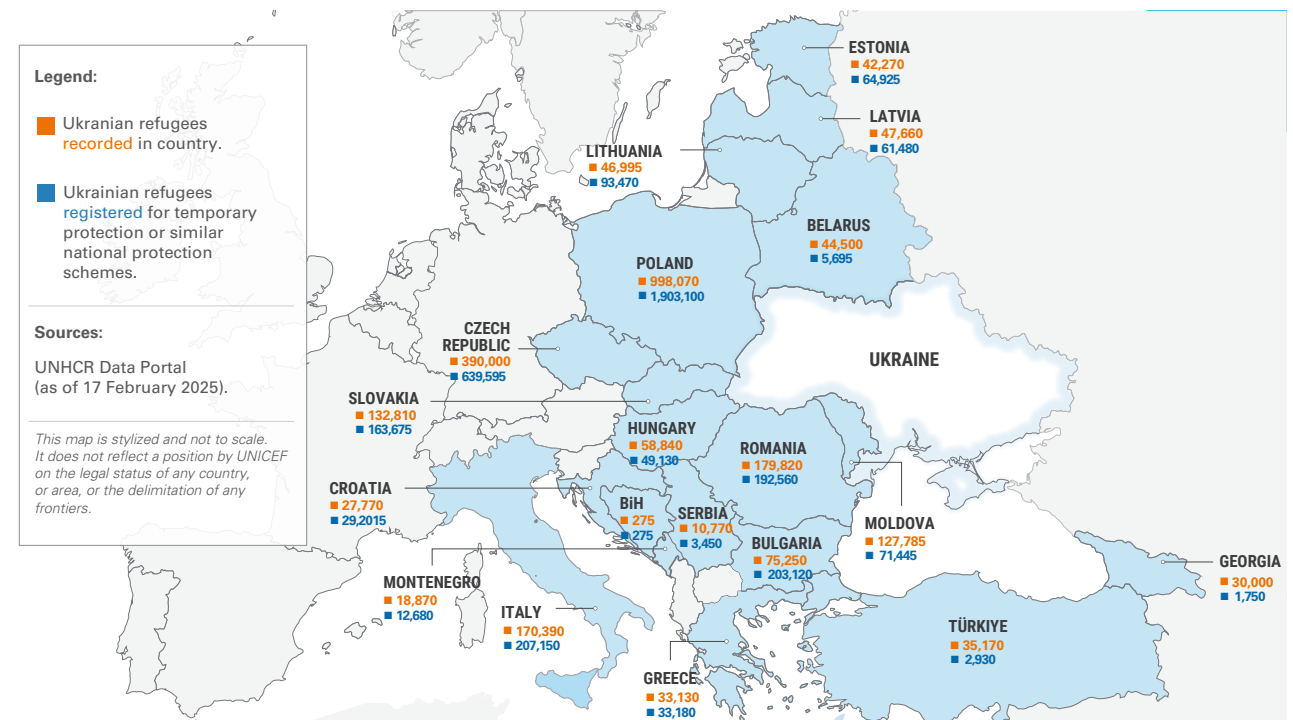 Legend:
Ukranian refugees
recorded in country.
Ukrainian refugees
registered for temporary
protection or similar
national protection
schemes.
Sources:
UNHCR Data Portal
(as of 17 February 2025).
This map is stylized and not to scale.
It does not reflect a position by UNICEF
on the legal status of any country,
or area, or the delimitation of any
frontiers.
ESTONIA
42,270
64,925
LATVIA
47,660
61,480
LITHUANIA
46,995
93,470
BELARUS
44,500
5,695
POLAND
998,070
1,903,100
CZECH
REPUBLIC
390,000
639,595
UKRAINE
SLOVAKIA
132,810
163,675
HUNGARY
58,840
49,130
ROMANIA
179,820
192,560
CROATIA
27,770
29,2015
BiH
275
275
SERBIA
10,770
3,450
MOLDOVA
127,785
71,445
BULGARIA
75,250
203,120
GEORGIA
30,000
1,750
MONTENEGRO
18,870
12,680
ITALY
170,390
207,150
TÜRKIYE
35,170
2,930
GREECE
33,130
33,180